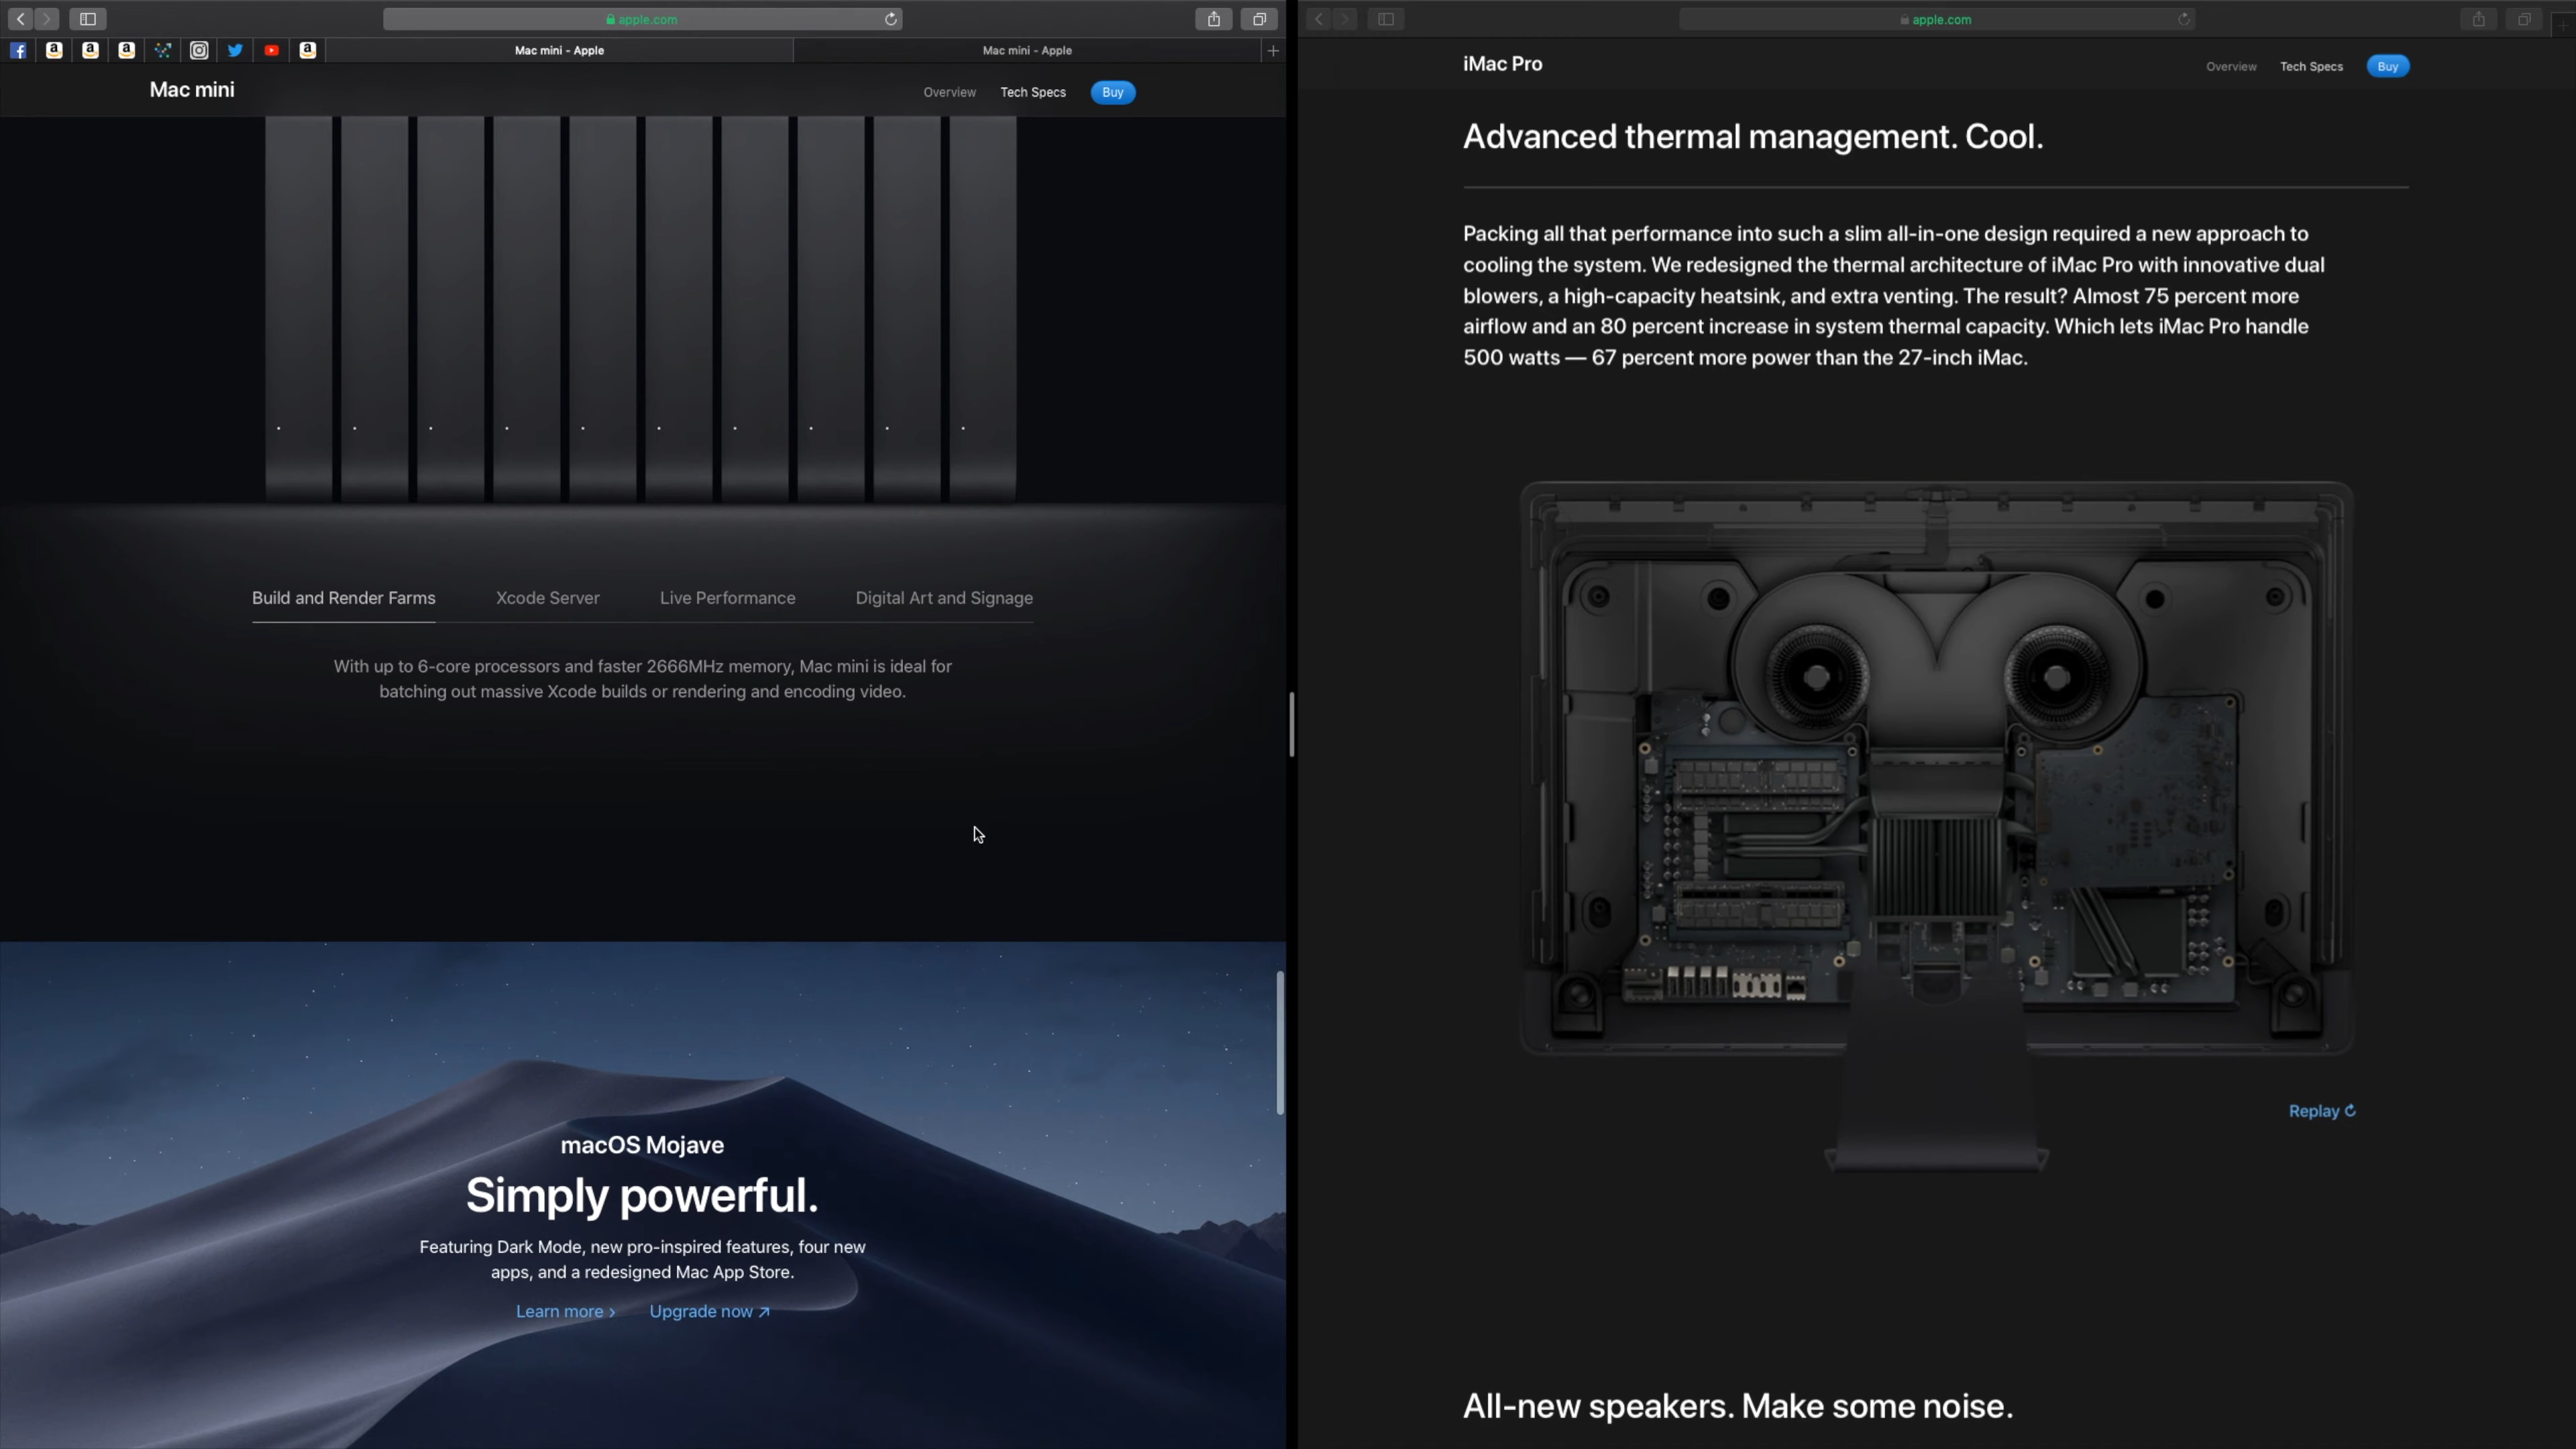 apple.com
Mac mini - Apple
Mac mini - Apple
Mac mini
Overview
Tech Specs
Buy
Build and Render Farms
Xcode Server
Live Performance
Digital Art and Signage
With up to 6-core processors and faster 2666MHz memory, Mac mini is ideal for
batching out massive Xcode builds or rendering and encoding video.
macOS Mojave
Simply powerful.
Featuring Dark Mode, new pro-inspired features, four new
apps, and a redesigned Mac App Store.
Learn more ›
Upgrade now ↗
apple.com
iMac Pro
Overview
Tech Specs
Buy
Advanced thermal management. Cool.
Packing all that performance into such a slim all-in-one design required a new approach to
cooling the system. We redesigned the thermal architecture of iMac Pro with innovative dual
blowers, a high-capacity heatsink, and extra venting. The result? Almost 75 percent more
airflow and an 80 percent increase in system thermal capacity. Which lets iMac Pro handle
500 watts — 67 percent more power than the 27-inch iMac.
Replay
All-new speakers. Make some noise.